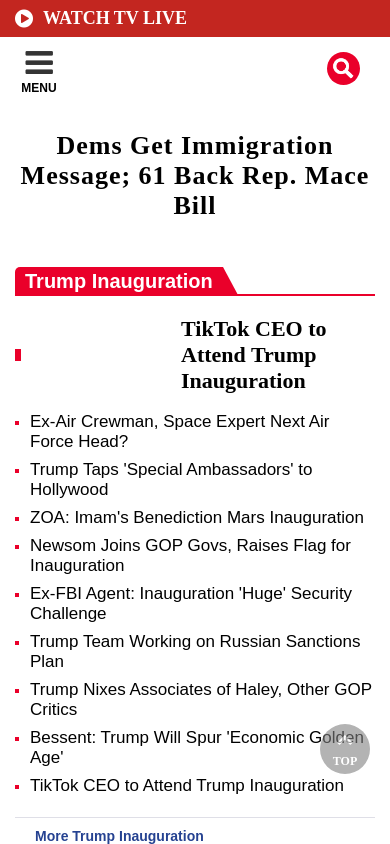 WATCH TV LIVE
MENU
Dems Get Immigration
Message; 61 Back Rep. Mace
Bill
Trump Inauguration
TikTok CEO to
Attend Trump
Inauguration
Ex-Air Crewman, Space Expert Next Air
Force Head?
Trump Taps 'Special Ambassadors' to
Hollywood
ZOA: Imam's Benediction Mars Inauguration
Newsom Joins GOP Govs, Raises Flag for
Inauguration
Ex-FBI Agent: Inauguration 'Huge' Security
Challenge
Trump Team Working on Russian Sanctions
Plan
Trump Nixes Associates of Haley, Other GOP
Critics
Bessent: Trump Will Spur 'Economic Golden
Age'
TOP
TikTok CEO to Attend Trump Inauguration
More Trump Inauguration